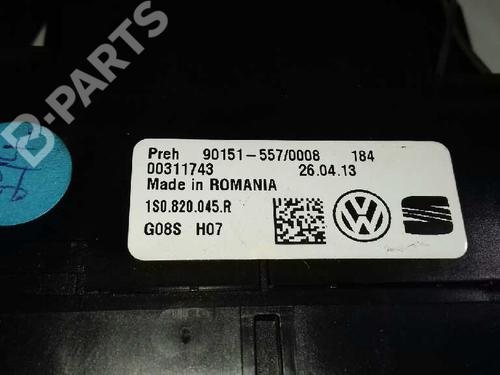 B-PARTS
Preh 90151-557/0008 184
00311743 26.04.13
Made in ROMANIA
1S0.820.045.R
G08S H07